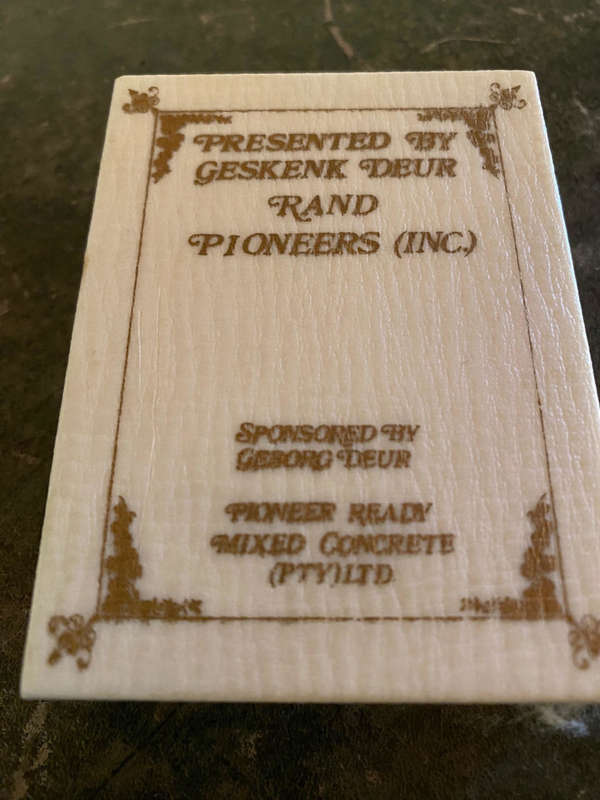 PRESENTED BY
GESKENK DEUR
RAND
PIONEERS (INC.)
SPONSORED BY
GEBORG DEUR
PIONEER READY
MIXED CONCRETE
(PTY) LTD